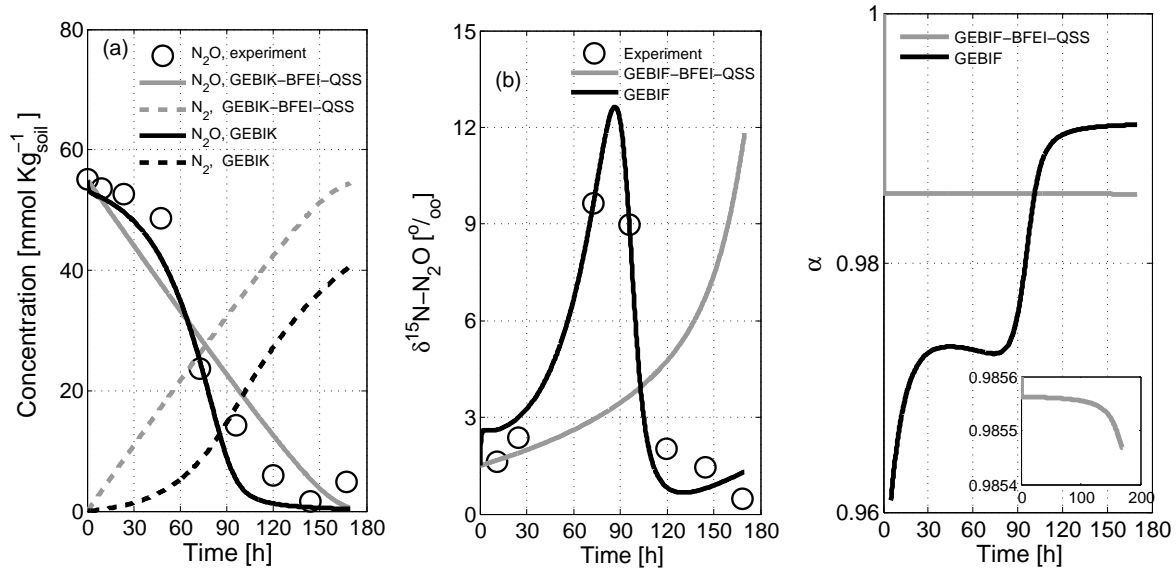 (a)
N₂O, experiment
N₂O, GEBIK−BFEI−QSS
N₂, GEBIK−BFEI−QSS
N₂O, GEBIK
N₂, GEBIK
Concentration [mmol Kg⁻¹soil]
80
60
40
20
0
0 30 60 90 120 150 180
Time [h]
(b)
Experiment
GEBIF−BFEI−QSS
GEBIF
δ¹⁵N−N₂O [º/ₒₒ]
15
12
9
6
3
0
0 30 60 90 120 150 180
Time [h]
GEBIF−BFEI−QSS
GEBIF
α
1
0.98
0.96
30 60 90 120 150 180
Time [h]
0.9856
0.9855
0.9854
0 100 200